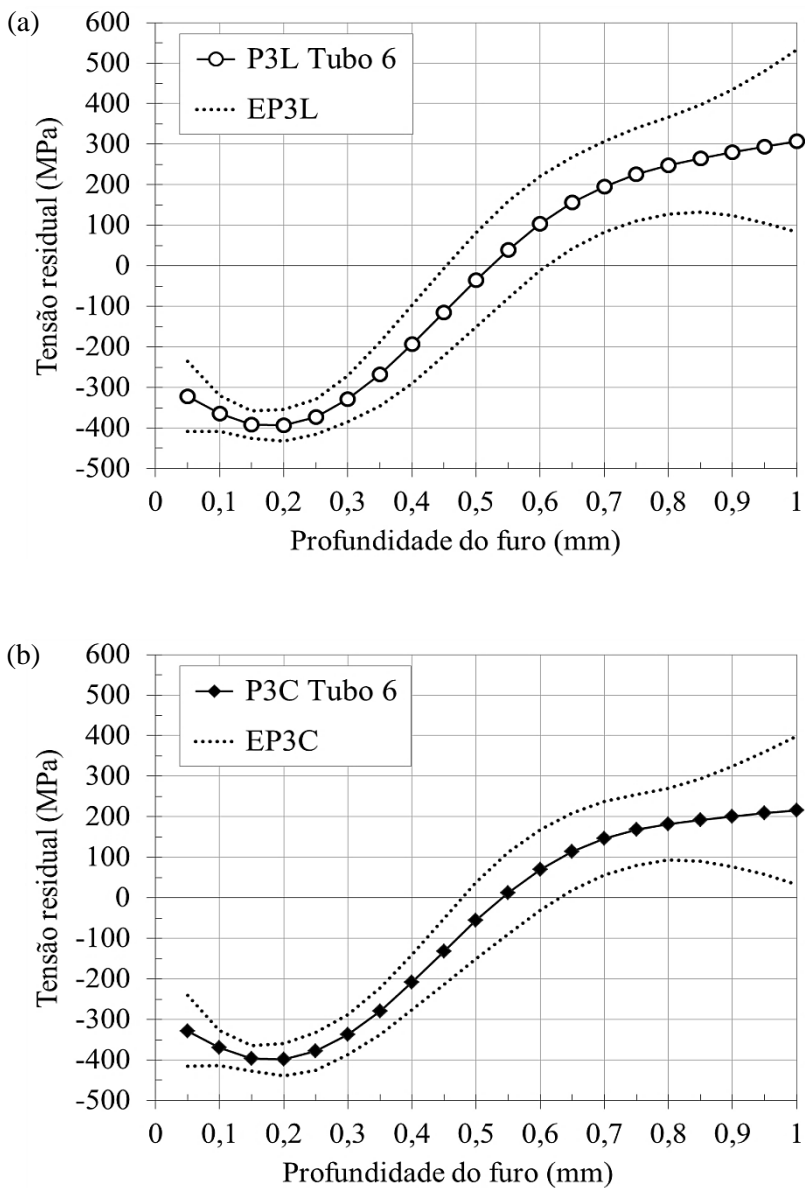 (a)
600
500
400
300
200
100
0
-100
-200
-300
-400
-500
Tensão residual (MPa)
P3L Tubo 6
EP3L
0 0,1 0,2 0,3 0,4 0,5 0,6 0,7 0,8 0,9 1
Profundidade do furo (mm)
(b)
600
500
400
300
200
100
0
-100
-200
-300
-400
-500
Tensão residual (MPa)
P3C Tubo 6
EP3C
0 0,1 0,2 0,3 0,4 0,5 0,6 0,7 0,8 0,9 1
Profundidade do furo (mm)